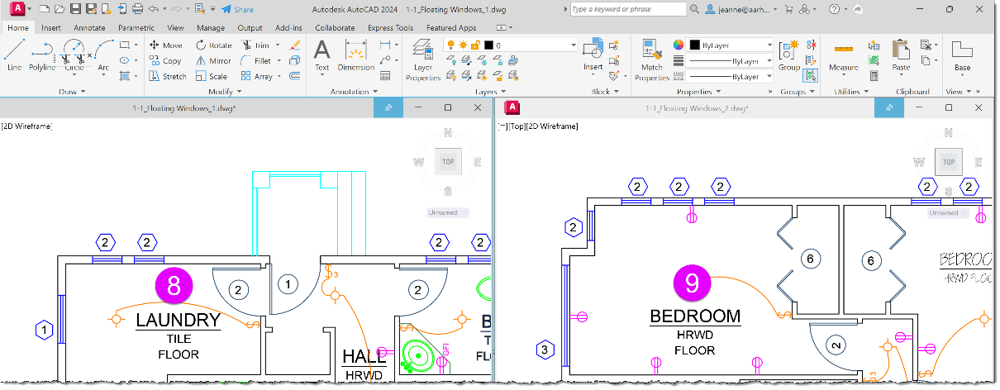 A Share Autodesk AutoCAD 2024 1-1_Floating Windows_1.dwg Type a keyword or phrase jeanne@aarh...
Home Insert Annotate Parametric View Manage Output Add-ins Collaborate Express Tools Featured Apps
Line Polyline Circle Arc
Move Rotate Trim
Copy Mirror Fillet
Stretch Scale Array
Text Dimension
Layer Properties
0
Insert
Match Properties
ByLayer
ByLayer
ByLayer
Group
Measure
Paste
Base
Draw Modify Annotation Layers Block Properties Groups Utilities Clipboard View
1-1_Floating Windows_1.dwg*
[2D Wireframe]
N
W TOP E
S
Unnamed
2 2 2 2
8
2 1 2
$3
1
LAUNDRY
TILE
FLOOR
HALL
HRWD
GFI
B
T
FLO
A 1-1_Floating Windows_2.dwg*
[−][Top][2D Wireframe]
N
W TOP E
S
Unnamed
2 2 2 2 2
2
6 6
9
BEDROOM
HRWD
FLOOR
BEDROO
HRWD FLOO
3
2
$3